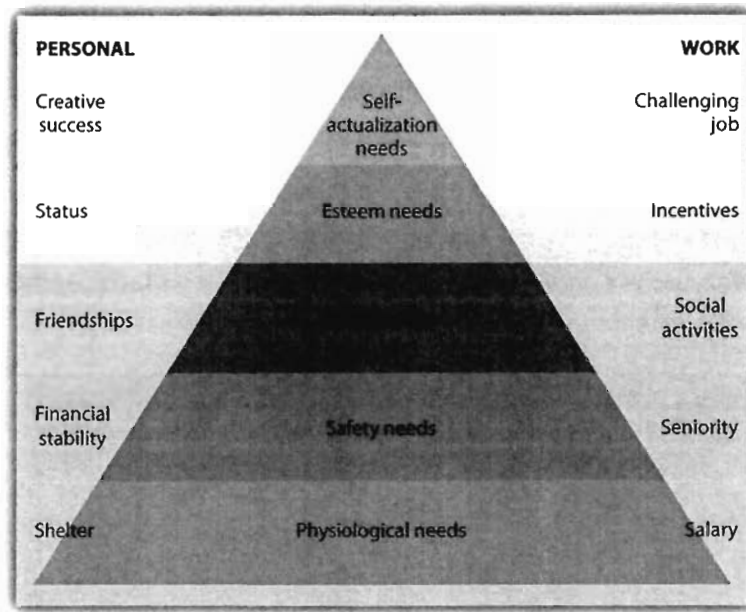 PERSONAL
WORK
Creative
success
Self-
actualization
needs
Challenging
job
Status
Esteem needs
Incentives
Friendships
Social
activities
Financial
stability
Safety needs
Seniority
Shelter
Physiological needs
Salary